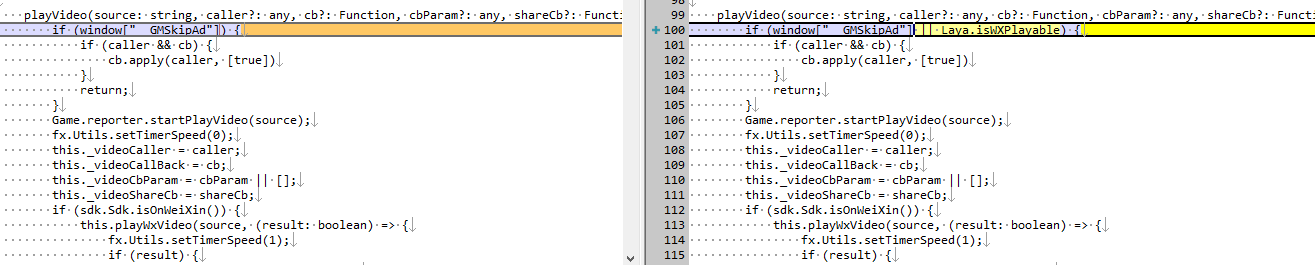 playVideo(source: string, caller?: any, cb?: Function, cbParam?: any, shareCb?: Functi
if (window["  GMSkipAd"]) {
if (caller && cb) {
cb.apply(caller, [true])
}
return;
}
Game.reporter.startPlayVideo(source);
fx.Utils.setTimerSpeed(0);
this._videoCaller = caller;
this._videoCallBack = cb;
this._videoCbParam = cbParam || [];
this._videoShareCb = shareCb;
if (sdk.Sdk.isOnWeiXin()) {
this.playWxVideo(source, (result: boolean) => {
fx.Utils.setTimerSpeed(1);
if (result) {
98
99 playVideo(source: string, caller?: any, cb?: Function, cbParam?: any, shareCb?: Func
100 if (window["  GMSkipAd"] || Laya.isWXPlayable) {
101 if (caller && cb) {
102 cb.apply(caller, [true])
103 }
104 return;
105 }
106 Game.reporter.startPlayVideo(source);
107 fx.Utils.setTimerSpeed(0);
108 this._videoCaller = caller;
109 this._videoCallBack = cb;
110 this._videoCbParam = cbParam || [];
111 this._videoShareCb = shareCb;
112 if (sdk.Sdk.isOnWeiXin()) {
113 this.playWxVideo(source, (result: boolean) => {
114 fx.Utils.setTimerSpeed(1);
115 if (result) {